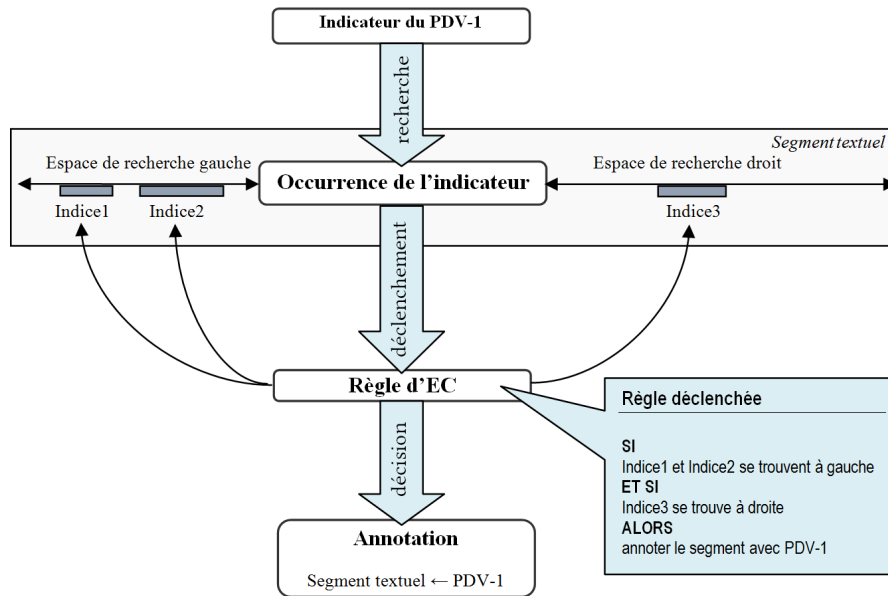 Indicateur du PDV-1
recherche
Segment textuel
Espace de recherche gauche
Espace de recherche droit
Occurrence de l'indicateur
Indice1
Indice2
Indice3
déclenchement
Règle d'EC
Règle déclenchée
SI
Indice1 et Indice2 se trouvent à gauche
ET SI
Indice3 se trouve à droite
ALORS
annoter le segment avec PDV-1
décision
Annotation
Segment textuel ← PDV-1